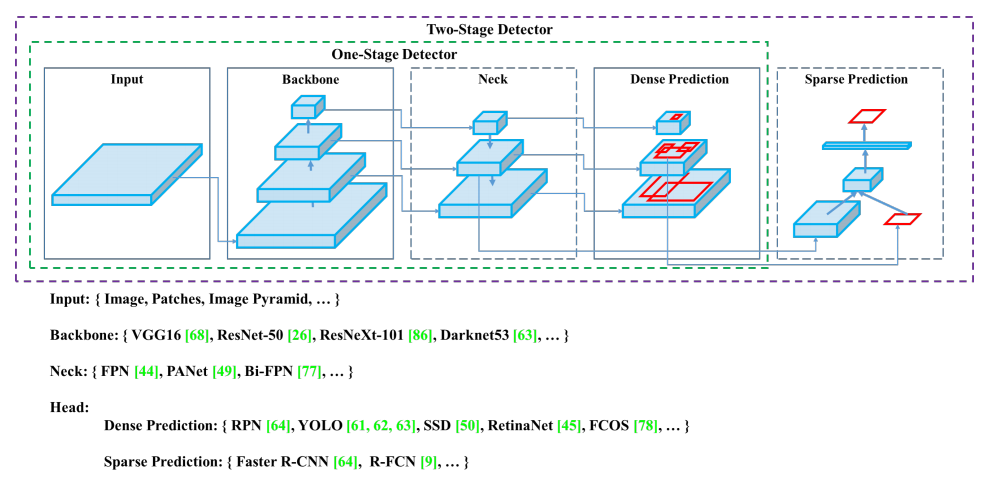 Two-Stage Detector
One-Stage Detector
Input
Backbone
Neck
Dense Prediction
Sparse Prediction
Input: { Image, Patches, Image Pyramid, … }
Backbone: { VGG16 [68], ResNet-50 [26], ResNeXt-101 [86], Darknet53 [63], … }
Neck: { FPN [44], PANet [49], Bi-FPN [77], … }
Head:
Dense Prediction: { RPN [64], YOLO [61, 62, 63], SSD [50], RetinaNet [45], FCOS [78], … }
Sparse Prediction: { Faster R-CNN [64], R-FCN [9], … }